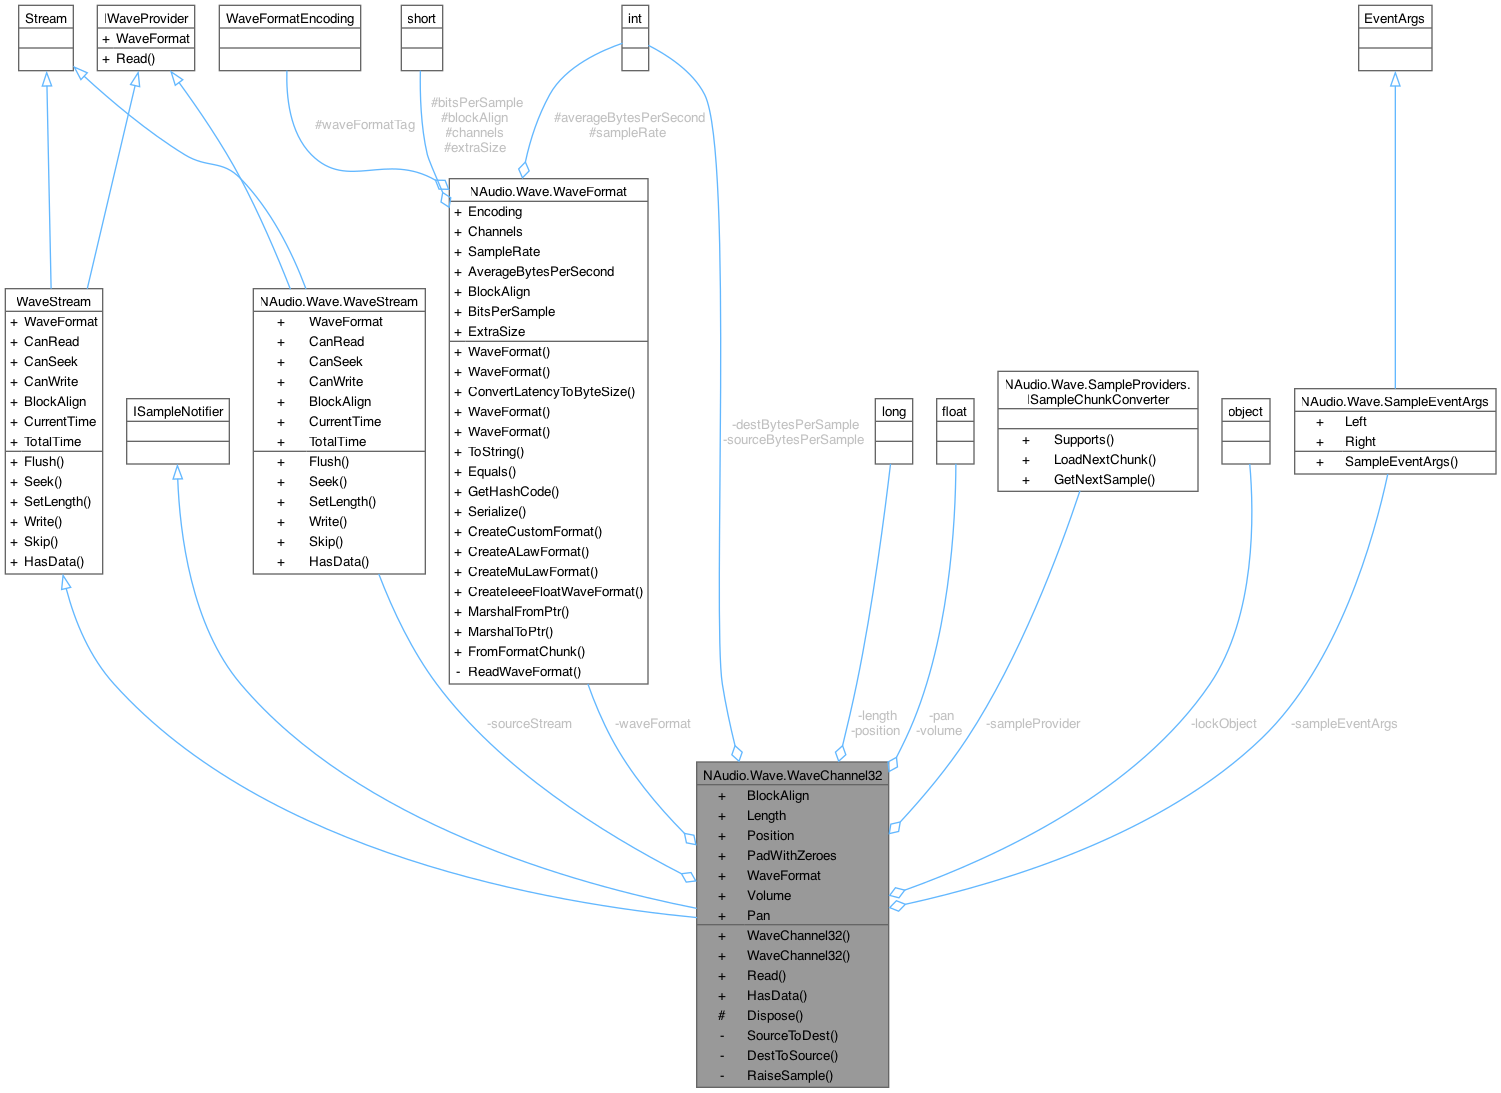 Stream
IWaveProvider
+ WaveFormat
+ Read()
WaveFormatEncoding
short
int
EventArgs
#waveFormatTag
#bitsPerSample
#blockAlign
#channels
#extraSize
#averageBytesPerSecond
#sampleRate
WaveStream
+ WaveFormat
+ CanRead
+ CanSeek
+ CanWrite
+ BlockAlign
+ CurrentTime
+ TotalTime
+ Flush()
+ Seek()
+ SetLength()
+ Write()
+ Skip()
+ HasData()
ISampleNotifier
NAudio.Wave.WaveStream
+ WaveFormat
+ CanRead
+ CanSeek
+ CanWrite
+ BlockAlign
+ CurrentTime
+ TotalTime
+ Flush()
+ Seek()
+ SetLength()
+ Write()
+ Skip()
+ HasData()
NAudio.Wave.WaveFormat
+ Encoding
+ Channels
+ SampleRate
+ AverageBytesPerSecond
+ BlockAlign
+ BitsPerSample
+ ExtraSize
+ WaveFormat()
+ WaveFormat()
+ ConvertLatencyToByteSize()
+ WaveFormat()
+ WaveFormat()
+ ToString()
+ Equals()
+ GetHashCode()
+ Serialize()
+ CreateCustomFormat()
+ CreateALawFormat()
+ CreateMuLawFormat()
+ CreateIeeeFloatWaveFormat()
+ MarshalFromPtr()
+ MarshalToPtr()
+ FromFormatChunk()
- ReadWaveFormat()
-destBytesPerSample
-sourceBytesPerSample
long
float
NAudio.Wave.SampleProviders.
ISampleChunkConverter
+ Supports()
+ LoadNextChunk()
+ GetNextSample()
object
NAudio.Wave.SampleEventArgs
+ Left
+ Right
+ SampleEventArgs()
-sourceStream
-waveFormat
-length
-position
-pan
-volume
-sampleProvider
-lockObject
-sampleEventArgs
NAudio.Wave.WaveChannel32
+ BlockAlign
+ Length
+ Position
+ PadWithZeroes
+ WaveFormat
+ Volume
+ Pan
+ WaveChannel32()
+ WaveChannel32()
+ Read()
+ HasData()
# Dispose()
- SourceToDest()
- DestToSource()
- RaiseSample()